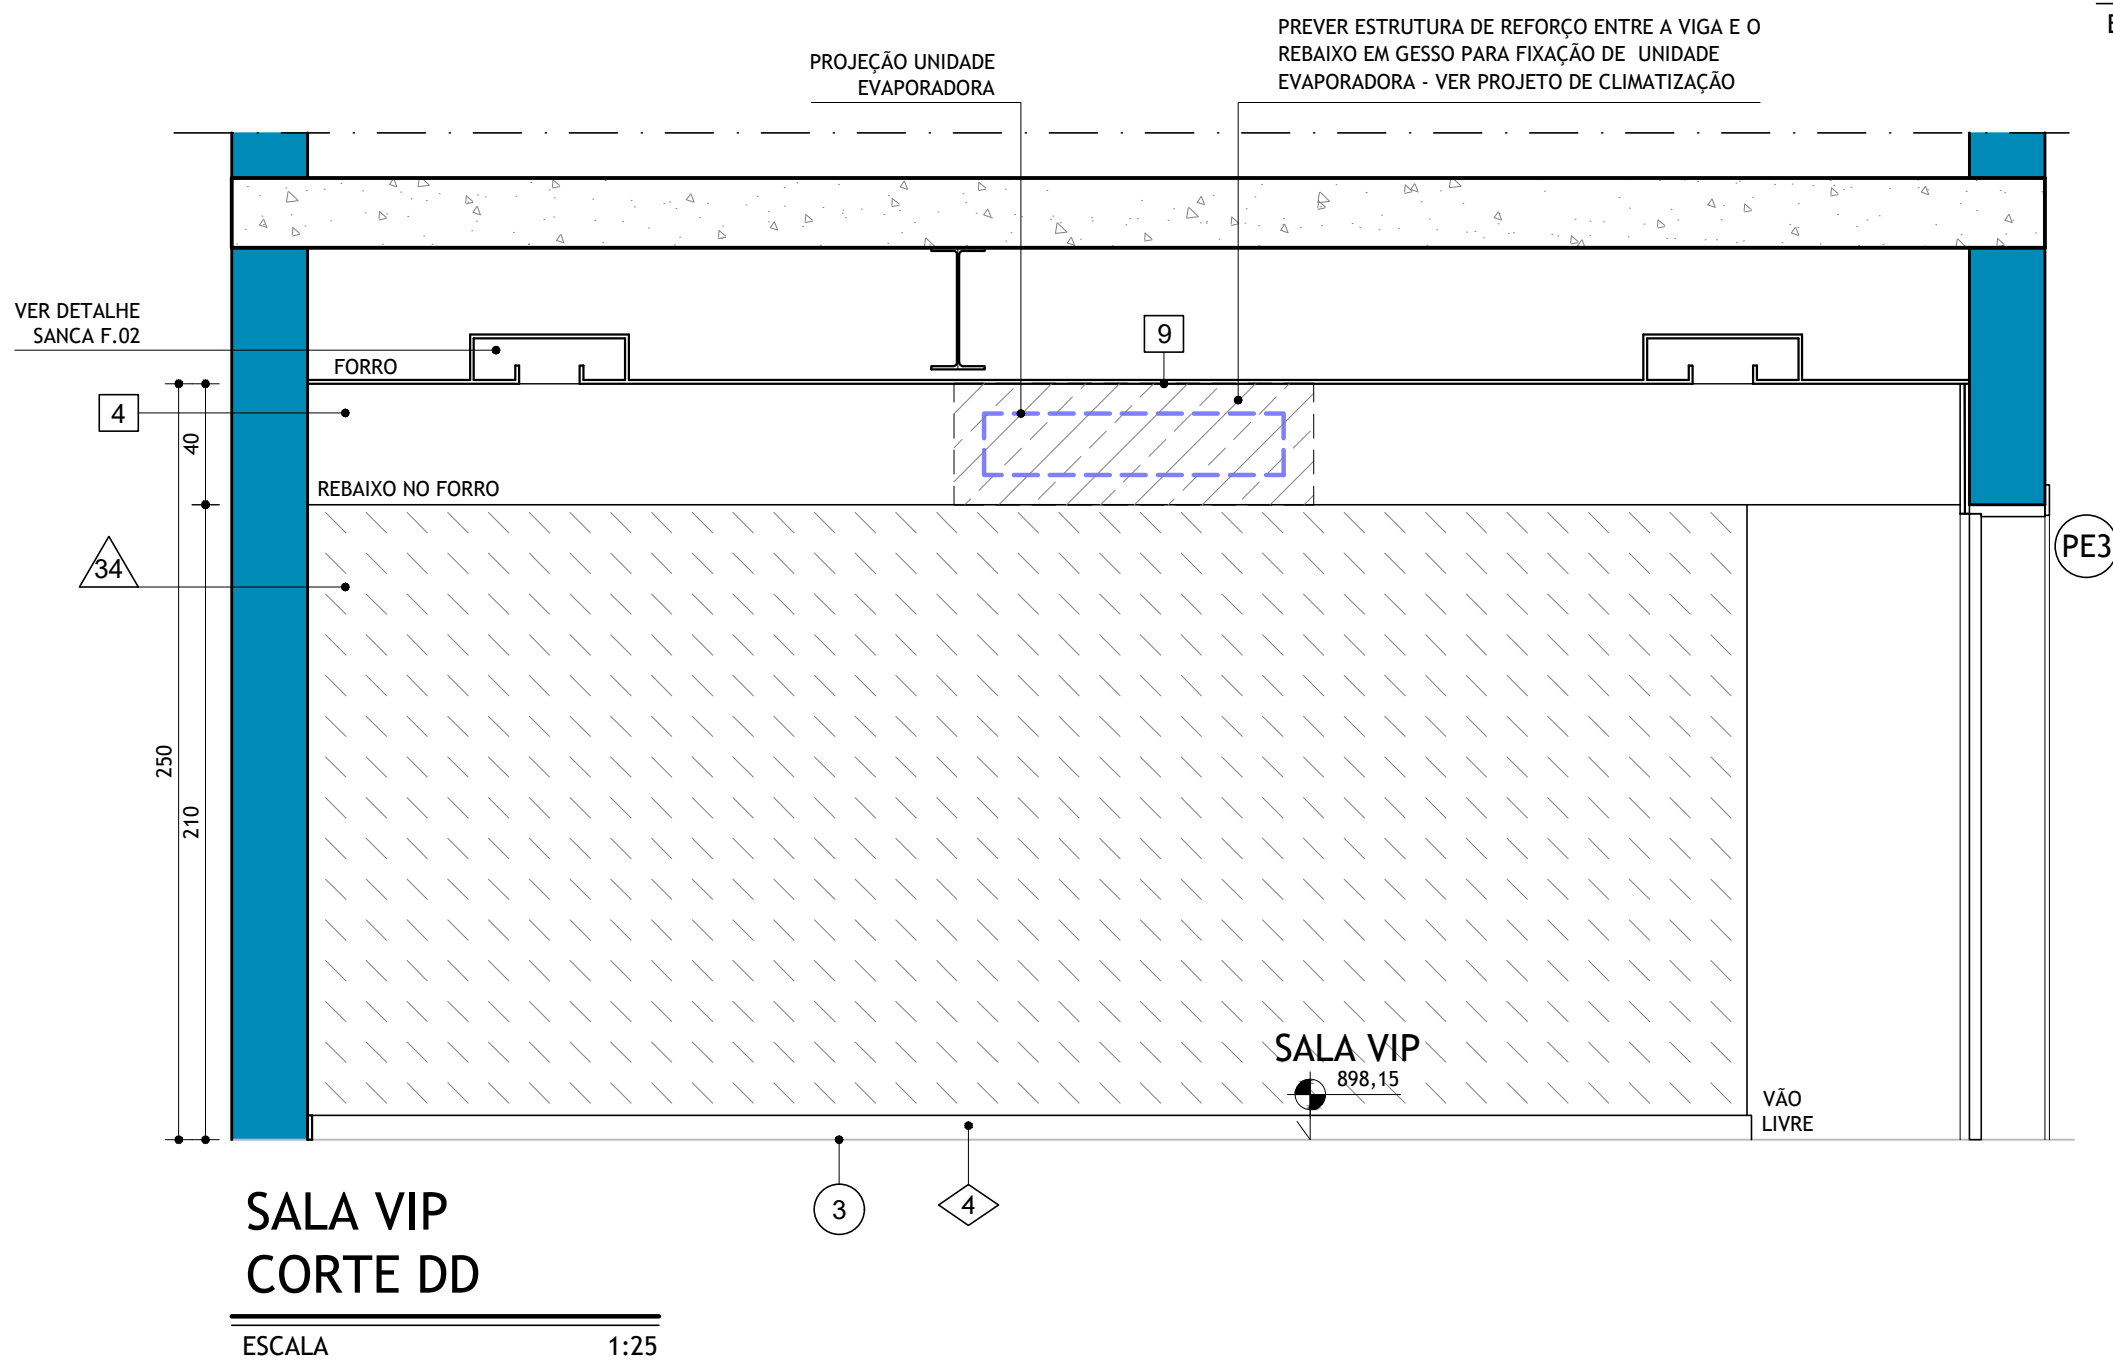 PREVER ESTRUTURA DE REFORÇO ENTRE A VIGA E O
REBAIXO EM GESSO PARA FIXAÇÃO DE UNIDADE
EVAPORADORA - VER PROJETO DE CLIMATIZAÇÃO
PROJEÇÃO UNIDADE
EVAPORADORA
VER DETALHE
SANCA F.02
FORRO
9
4
40
REBAIXO NO FORRO
34
PE3
250
210
SALA VIP
898,15
VÃO
LIVRE
3
4
SALA VIP
CORTE DD
ESCALA 1:25